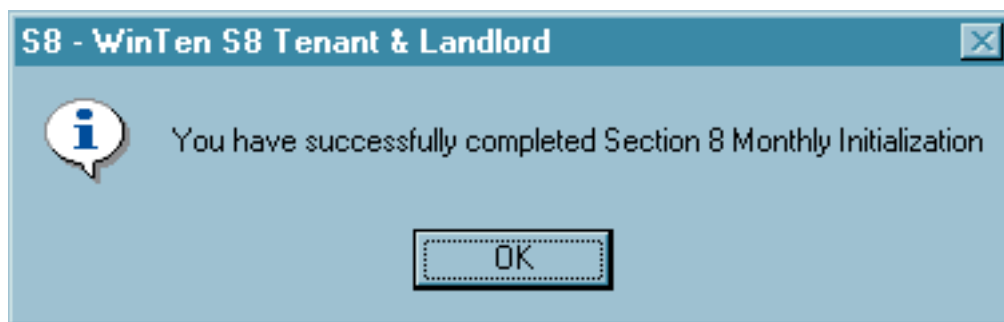 S8 - WinTen S8 Tenant & Landlord
You have successfully completed Section 8 Monthly Initialization
OK